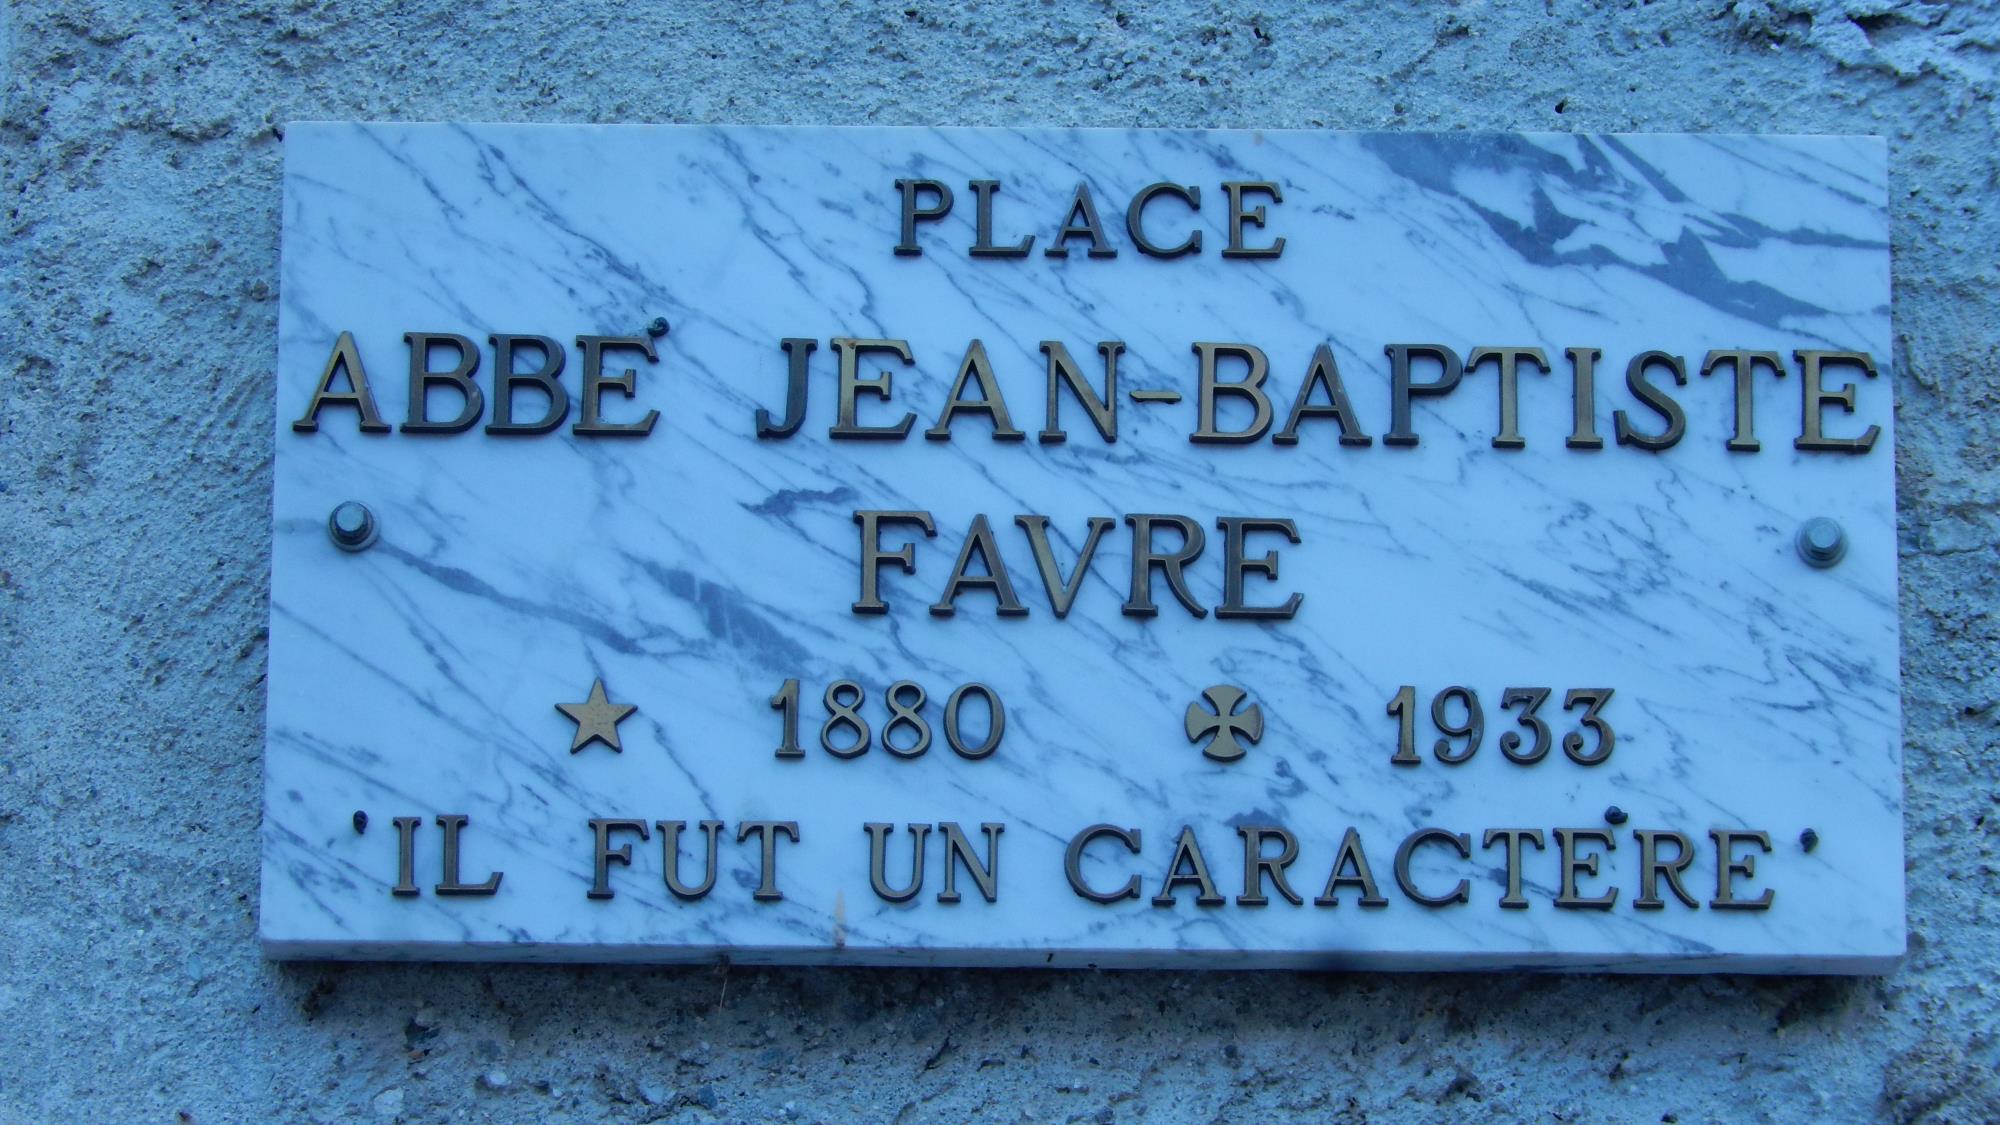 PLACE
ABBÉ JEAN-BAPTISTE
FAVRE
★ 1880 ✠ 1933
'IL FUT UN CARACTÈRE'